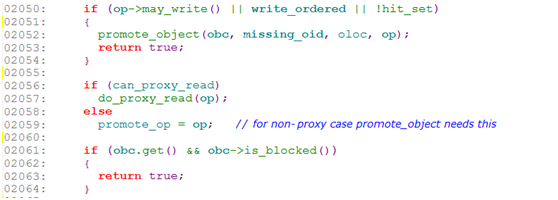 02050: if (op->may_write() || write_ordered || !hit_set)
02051: {
02052: promote_object(obc, missing_oid, oloc, op);
02053: return true;
02054: }
02055:
02056: if (can_proxy_read)
02057: do_proxy_read(op);
02058: else
02059: promote_op = op; // for non-proxy case promote_object needs this
02060:
02061: if (obc.get() && obc->is_blocked())
02062: {
02063: return true;
02064: }